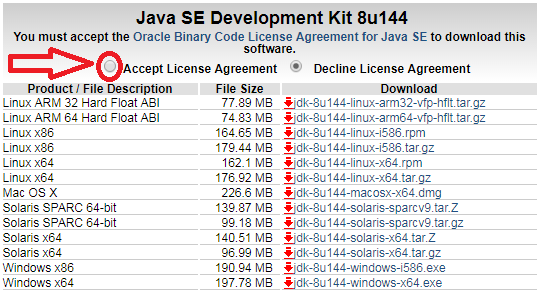 Java SE Development Kit 8u144
You must accept the Oracle Binary Code License Agreement for Java SE to download this
software.
Accept License Agreement Decline License Agreement
Product / File Description File Size Download
Linux ARM 32 Hard Float ABI 77.89 MB jdk-8u144-linux-arm32-vfp-hflt.tar.gz
Linux ARM 64 Hard Float ABI 74.83 MB jdk-8u144-linux-arm64-vfp-hflt.tar.gz
Linux x86 164.65 MB jdk-8u144-linux-i586.rpm
Linux x86 179.44 MB jdk-8u144-linux-i586.tar.gz
Linux x64 162.1 MB jdk-8u144-linux-x64.rpm
Linux x64 176.92 MB jdk-8u144-linux-x64.tar.gz
Mac OS X 226.6 MB jdk-8u144-macosx-x64.dmg
Solaris SPARC 64-bit 139.87 MB jdk-8u144-solaris-sparcv9.tar.Z
Solaris SPARC 64-bit 99.18 MB jdk-8u144-solaris-sparcv9.tar.gz
Solaris x64 140.51 MB jdk-8u144-solaris-x64.tar.Z
Solaris x64 96.99 MB jdk-8u144-solaris-x64.tar.gz
Windows x86 190.94 MB jdk-8u144-windows-i586.exe
Windows x64 197.78 MB jdk-8u144-windows-x64.exe